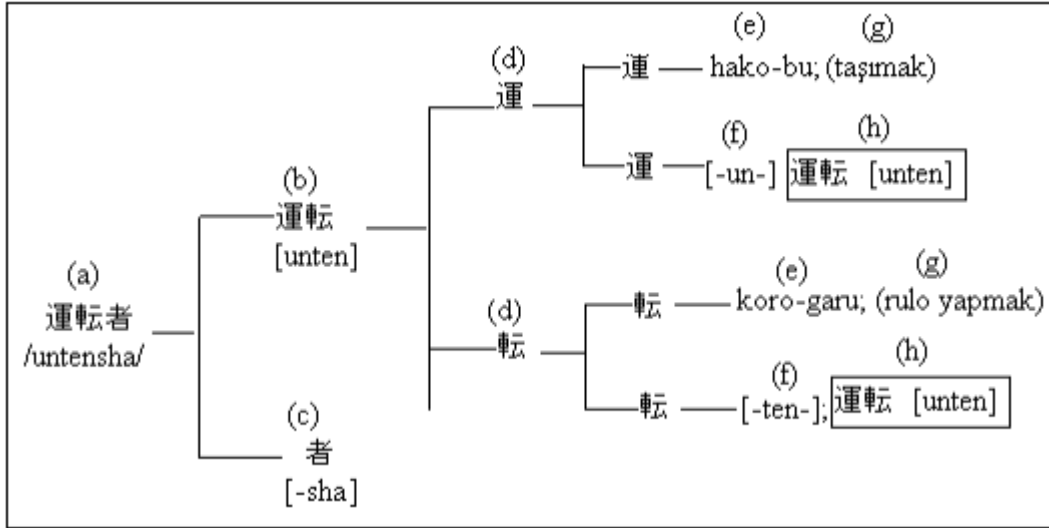 (a)
運転者
/untensha/
(b)
運転
[unten]
(c)
者
[-sha]
(d)
運
(e) (g)
運 hako-bu; (taşımak)
(f) (h)
運 [-un-] 運転 [unten]
(d)
転
(e) (g)
転 koro-garu; (rulo yapmak)
(f) (h)
転 [-ten-]; 運転 [unten]